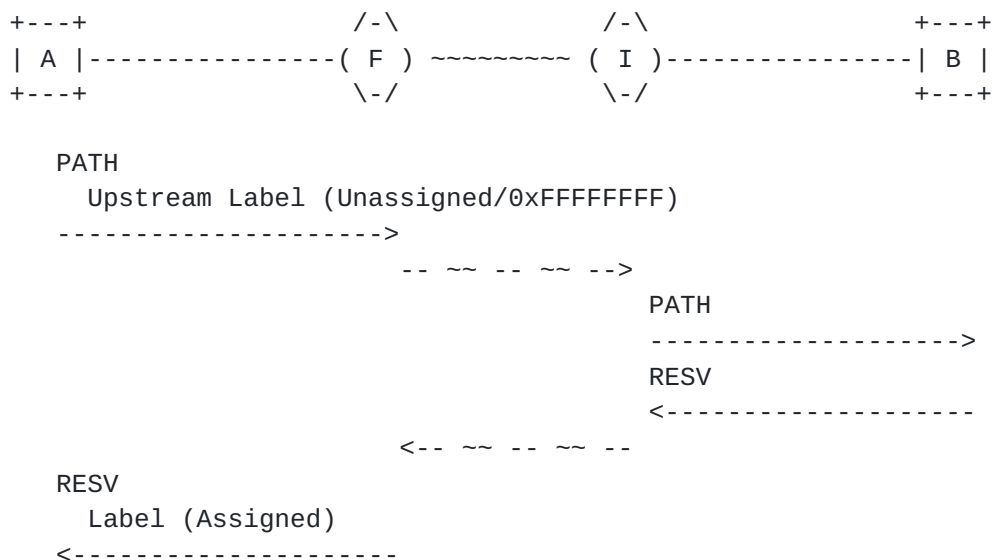 +---+                 /-\             /-\                 +---+
| A |----------------( F ) ~~~~~~~~~ ( I )----------------| B |
+---+                 \-/             \-/                 +---+
PATH
Upstream Label (Unassigned/0xFFFFFFFF)
--------------------->
-- ~~ -- ~~ -->
PATH
-------------------->
RESV
<--------------------
<-- ~~ -- ~~ --
RESV
Label (Assigned)
<---------------------